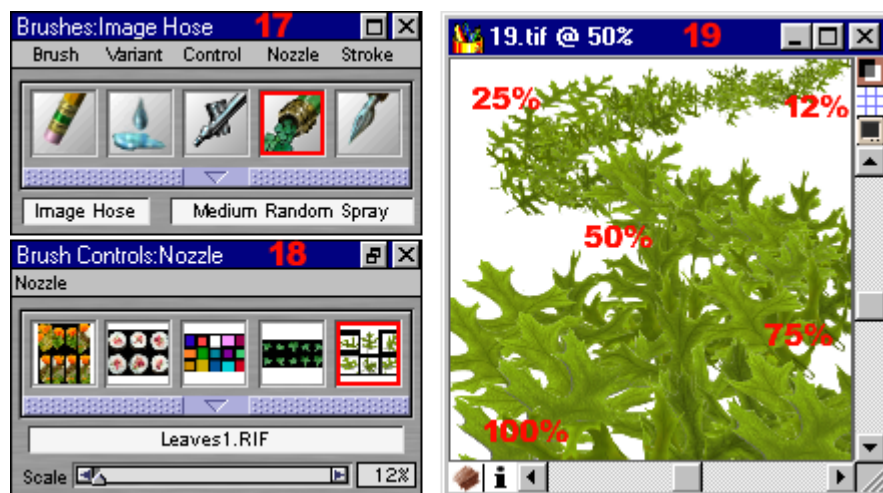 Brushes:Image Hose 17
Brush Variant Control Nozzle Stroke
Image Hose Medium Random Spray
Brush Controls:Nozzle 18
Nozzle
Leaves1.RIF
Scale 12%
19.tif @ 50% 19
25% 12%
50%
75%
100%
i